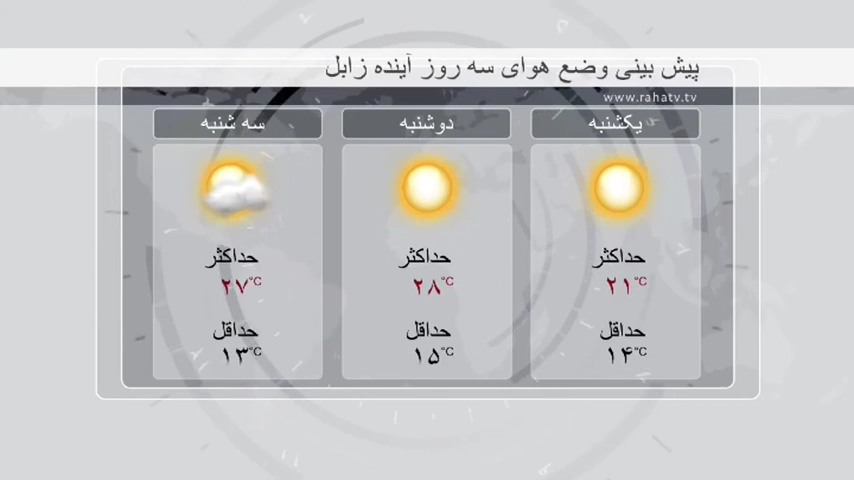 پیش بینی وضع هوای سه روز آینده زابل
www.rahatv.tv
یکشنبه
حداکثر
۲۱°C
حداقل
۱۴°C
دوشنبه
حداکثر
۲۸°C
حداقل
۱۵°C
سه شنبه
حداکثر
۲۷°C
حداقل
۱۳°C